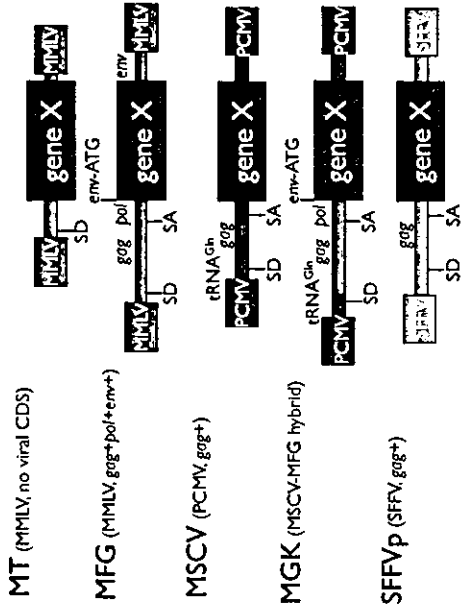 MT (MMLV, no viral CDS)
MMLV gene X MMLV
SD
MFG (MMLV, gag+pol+env+)
env-ATG
gag pol env
MMLV gene X MMLV
SD SA
MSCV (PCMV, gag+)
tRNAGln
gag
PCMV gene X PCMV
SD SA
MGK (MSCV-MFG hybrid)
env-ATG
tRNAGln
gag pol
PCMV gene X PCMV
SD SA
SFFVp (SFFV, gag+)
gag
SFFV gene X SFFV
SD SA